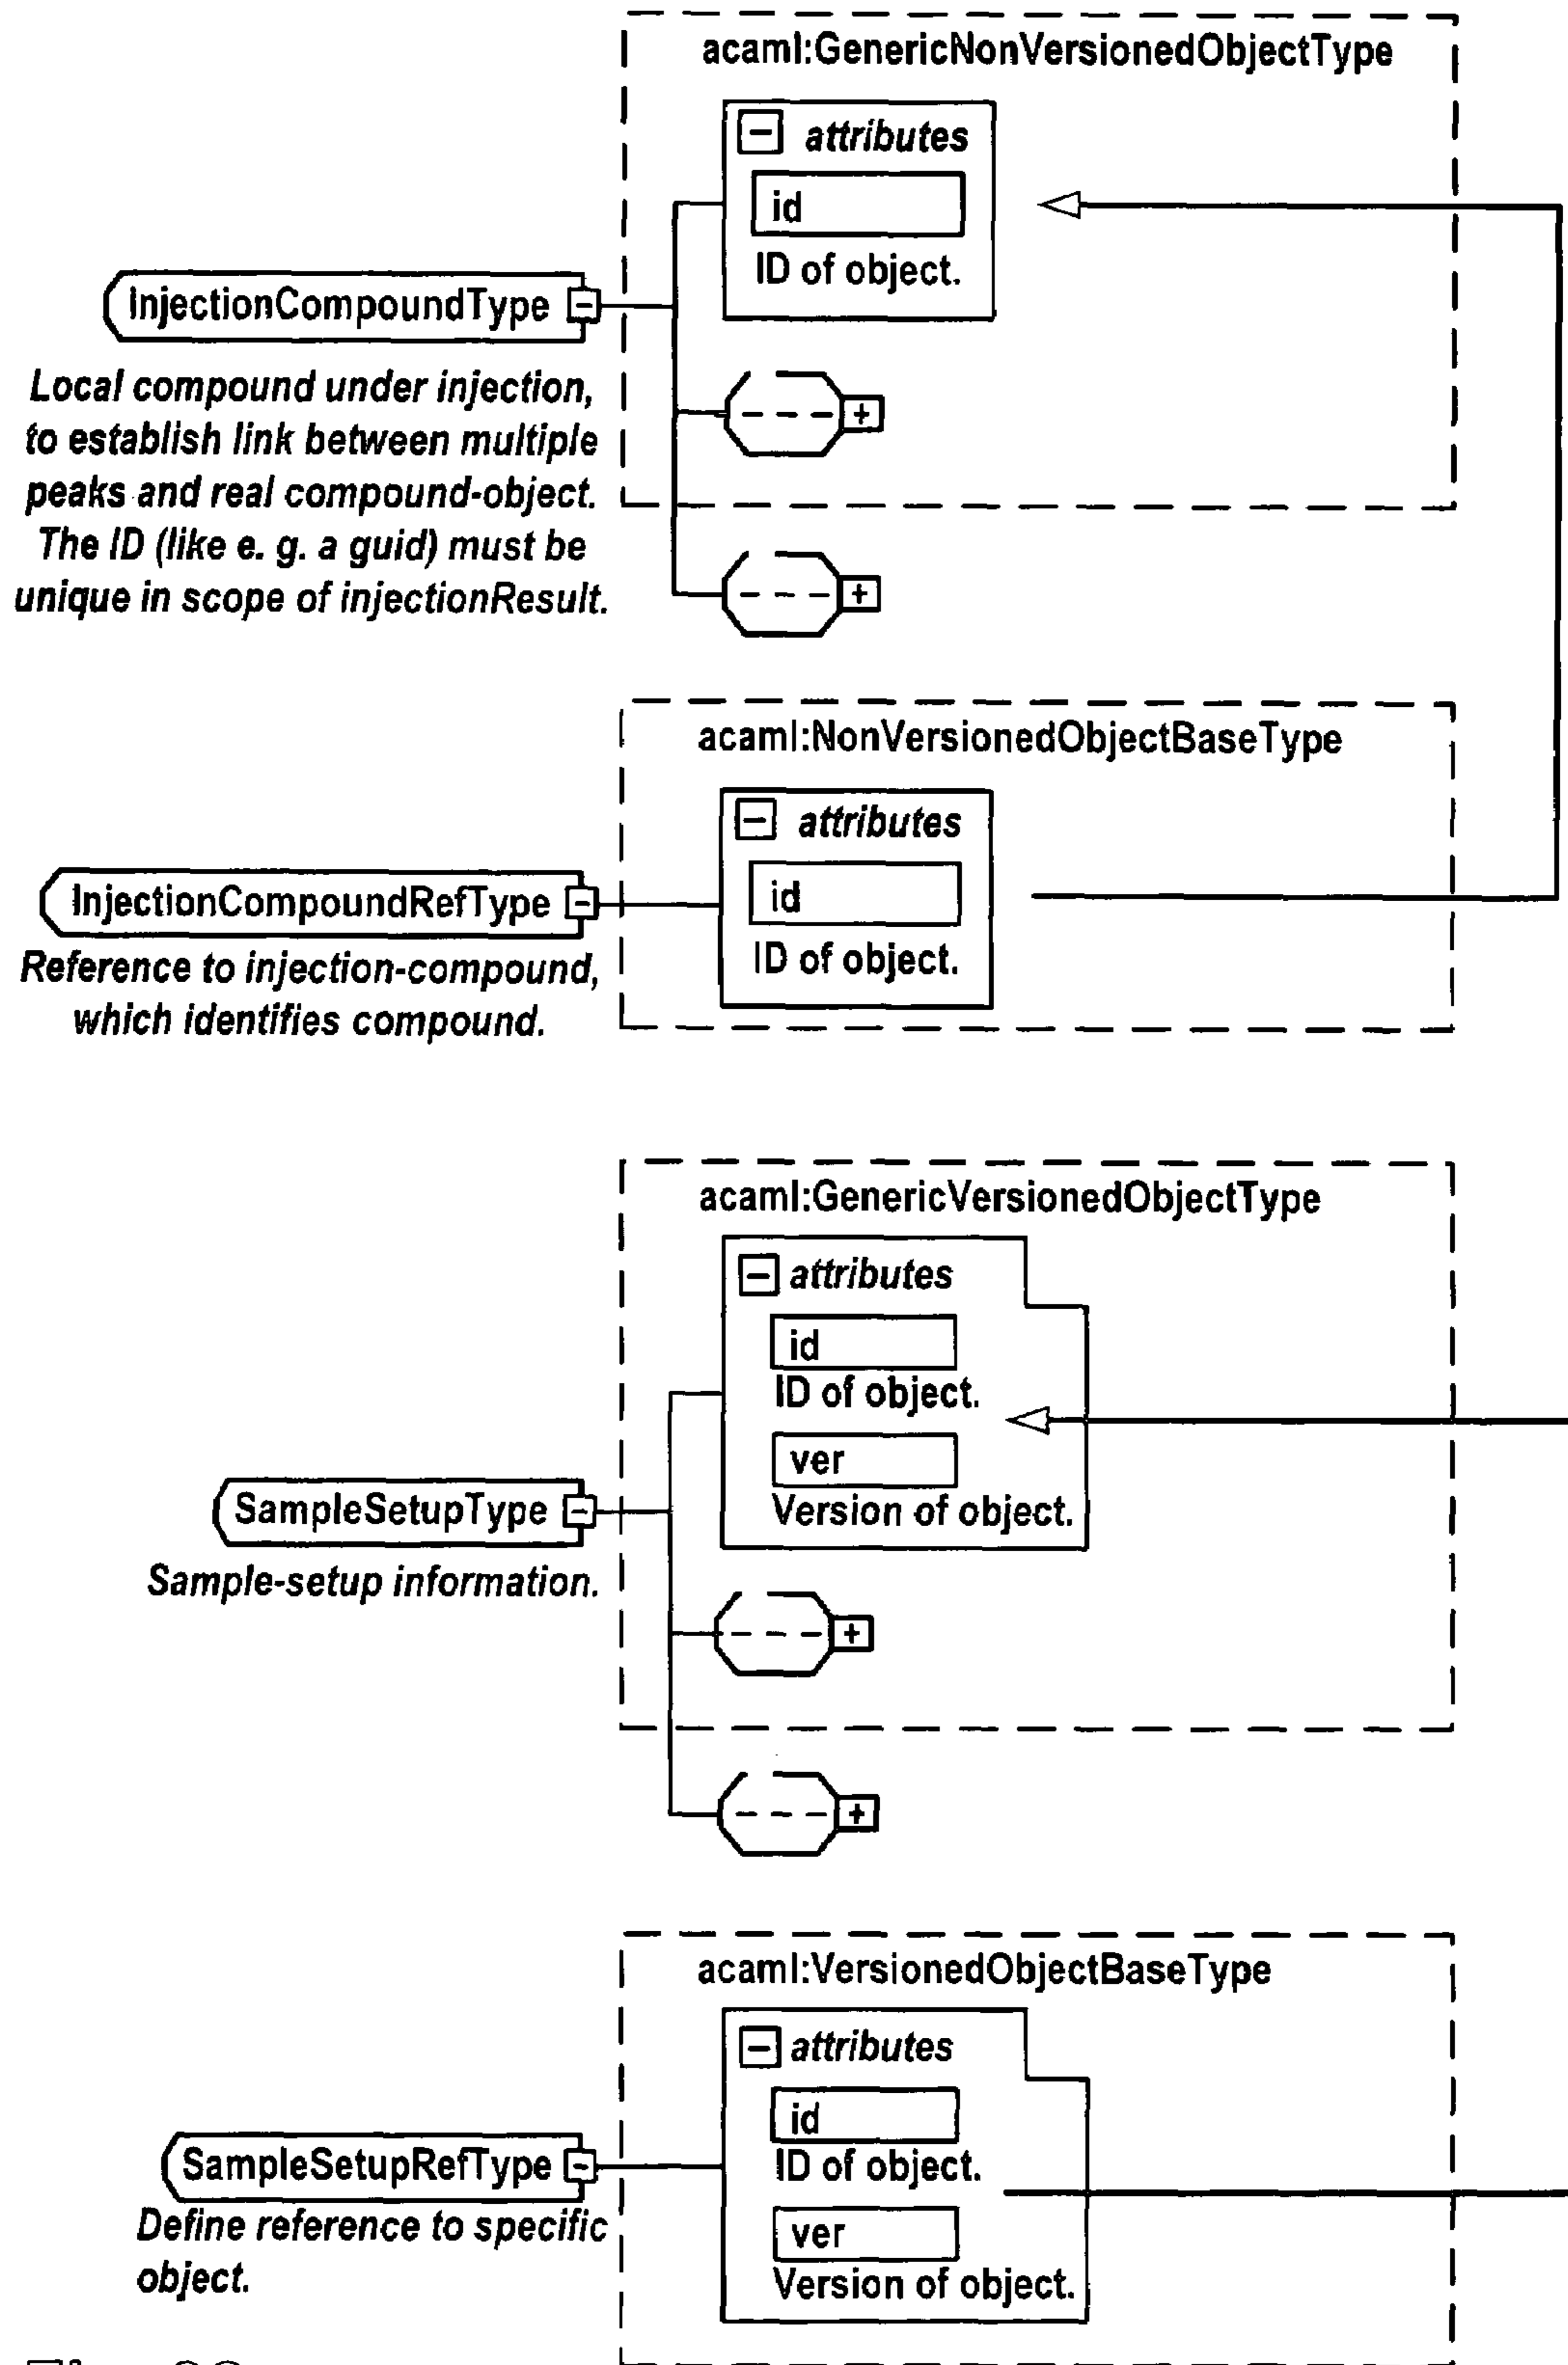 acaml:GenericNonVersionedObjectType
attributes
id
ID of object.
InjectionCompoundType
Local compound under injection,
to establish link between multiple
peaks and real compound-object.
The ID (like e. g. a guid) must be
unique in scope of injectionResult.
acaml:NonVersionedObjectBaseType
attributes
id
ID of object.
InjectionCompoundRefType
Reference to injection-compound,
which identifies compound.
acaml:GenericVersionedObjectType
attributes
id
ID of object.
ver
Version of object.
SampleSetupType
Sample-setup information.
acaml:VersionedObjectBaseType
attributes
id
ID of object.
ver
Version of object.
SampleSetupRefType
Define reference to specific
object.